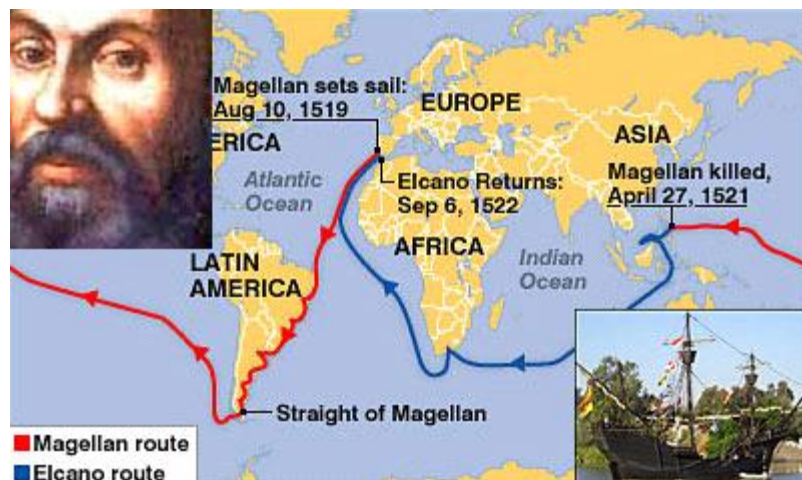 Magellan sets sail:
Aug 10, 1519
EUROPE
ERICA
ASIA
Atlantic
Ocean
Elcano Returns:
Sep 6, 1522
Magellan killed,
April 27, 1521
AFRICA
Indian
Ocean
LATIN
AMERICA
Straight of Magellan
Magellan route
Elcano route